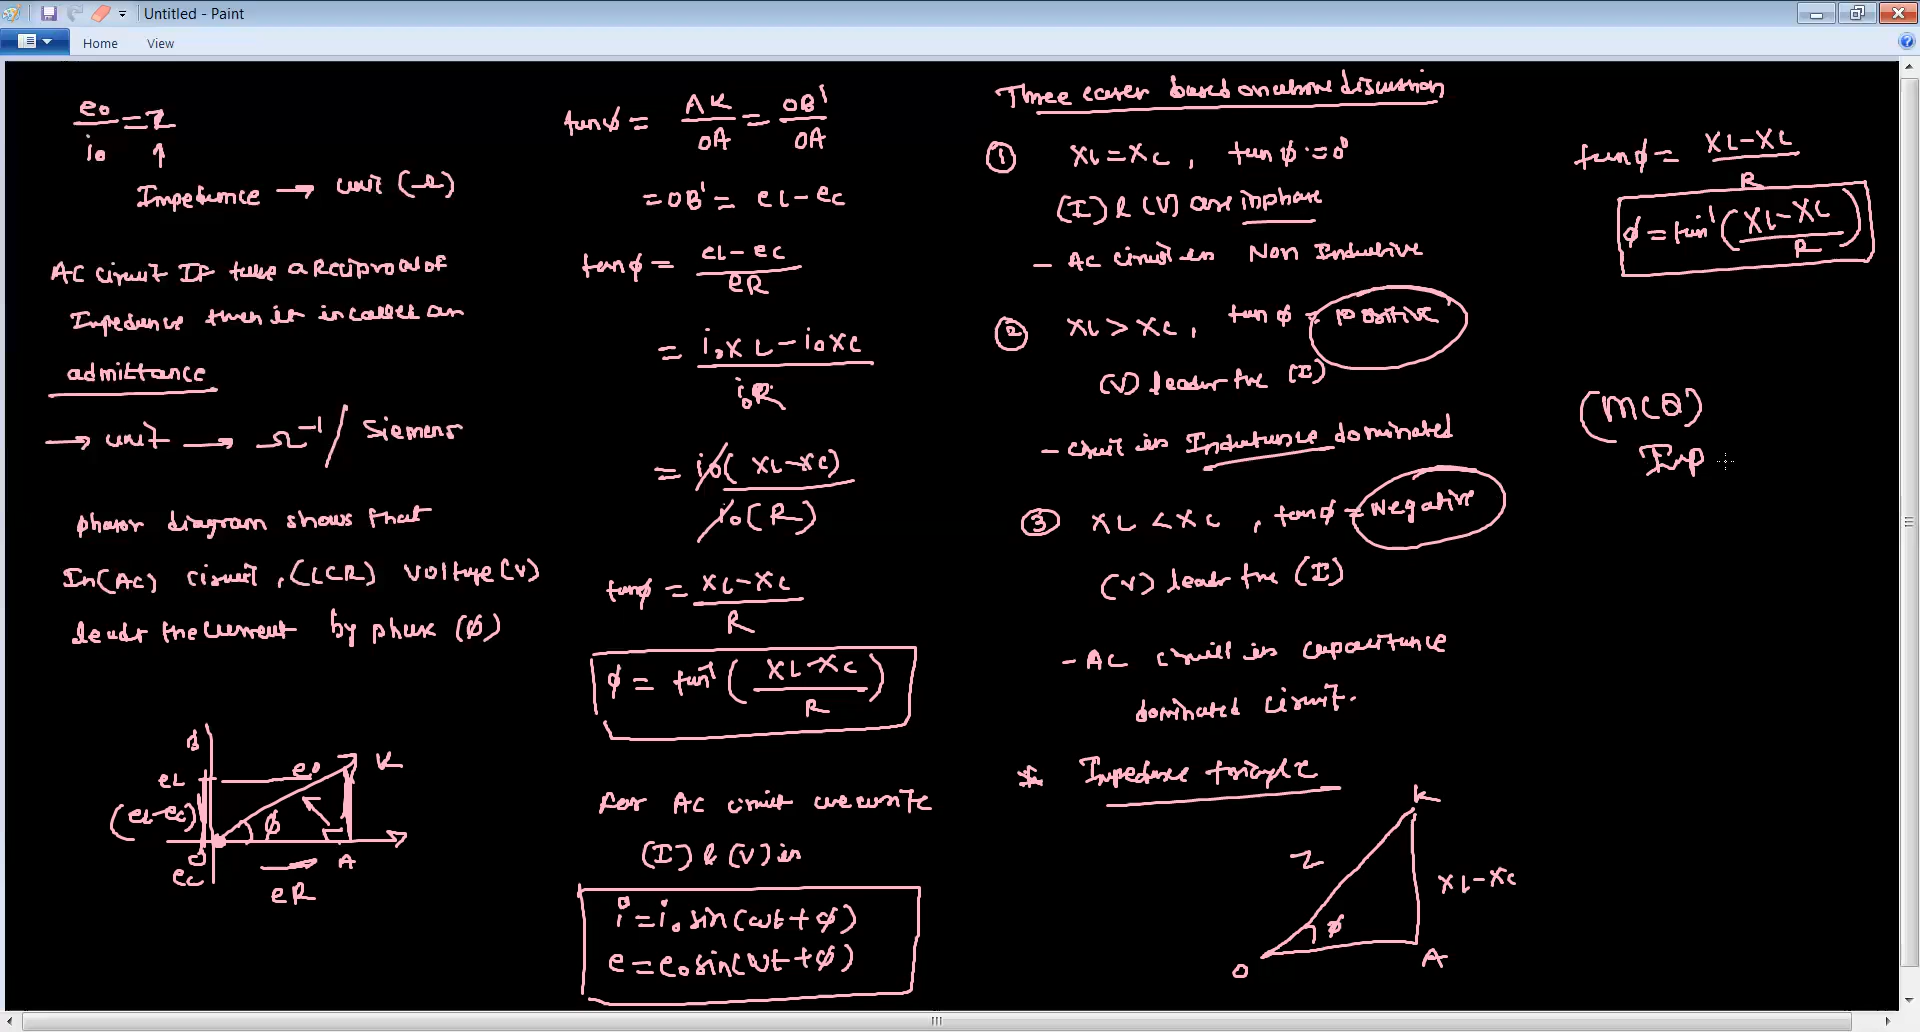 Untitled - Paint
Home View
e0/i0 = Z
↑
Impedance → unit (Ω)
AC circuit If take a Reciprocal of
Impedance then it is called an
admittance
→ unit → Ω⁻¹/ Siemens
phasor diagram shows that
In(AC) circuit, (LCR) voltage(V)
leads the current by phase (ϕ)
B
eL
(eL-eC)
O
eC
e0
K
ϕ
A
eR
tanϕ = AK/OA = OB'/OA
= OB' = eL - eC
tanϕ = eL - eC/eR
= i0XL - i0XC/i0R
= i0(XL-XC)/i0(R)
tanϕ = XL-XC/R
ϕ = tan⁻¹(XL-XC/R)
for AC circuit we write
(I) & (V) is
i = i0 sin(ωt + ϕ)
e = e0 sin(ωt + ϕ)
Three cases based on above discussion
① XL = XC, tanϕ = 0°
(I) & (V) are inphase
- AC circuit is Non Inductive
② XL > XC, tanϕ = positive
(V) leads the (I)
- circuit is Inductance dominated
③ XL < XC, tanϕ = Negative
(V) leads the (I)
- AC circuit is capacitance
dominated circuit.
* Impedance triangle
K
Z
XL-XC
ϕ
O
A
tanϕ = XL-XC/R
ϕ = tan⁻¹(XL-XC/R)
(MCQ)
Imp